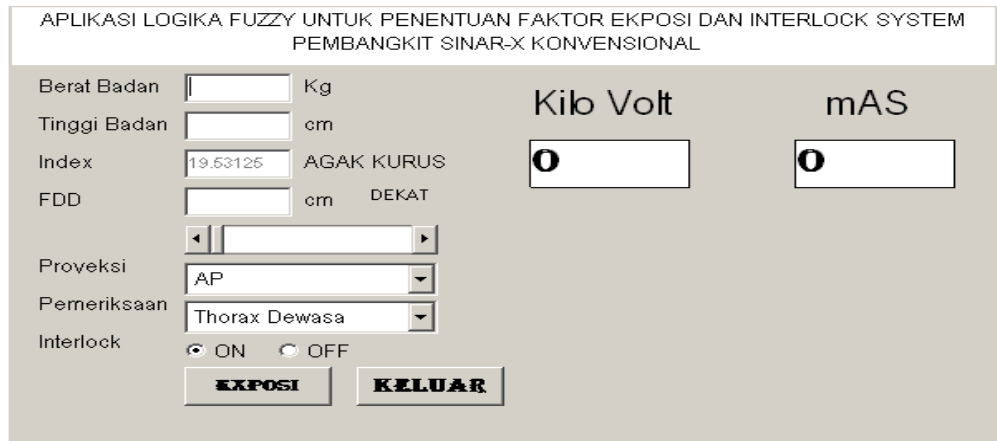 APLIKASI LOGIKA FUZZY UNTUK PENENTUAN FAKTOR EKPOSI DAN INTERLOCK SYSTEM
PEMBANGKIT SINAR-X KONVENSIONAL
Berat Badan Kg
Tinggi Badan cm
Index 19.53125 AGAK KURUS
FDD cm DEKAT
Kilo Volt mAS
0 0
Proyeksi AP
Pemeriksaan Thorax Dewasa
Interlock ON OFF
EXPOSI KELUAR